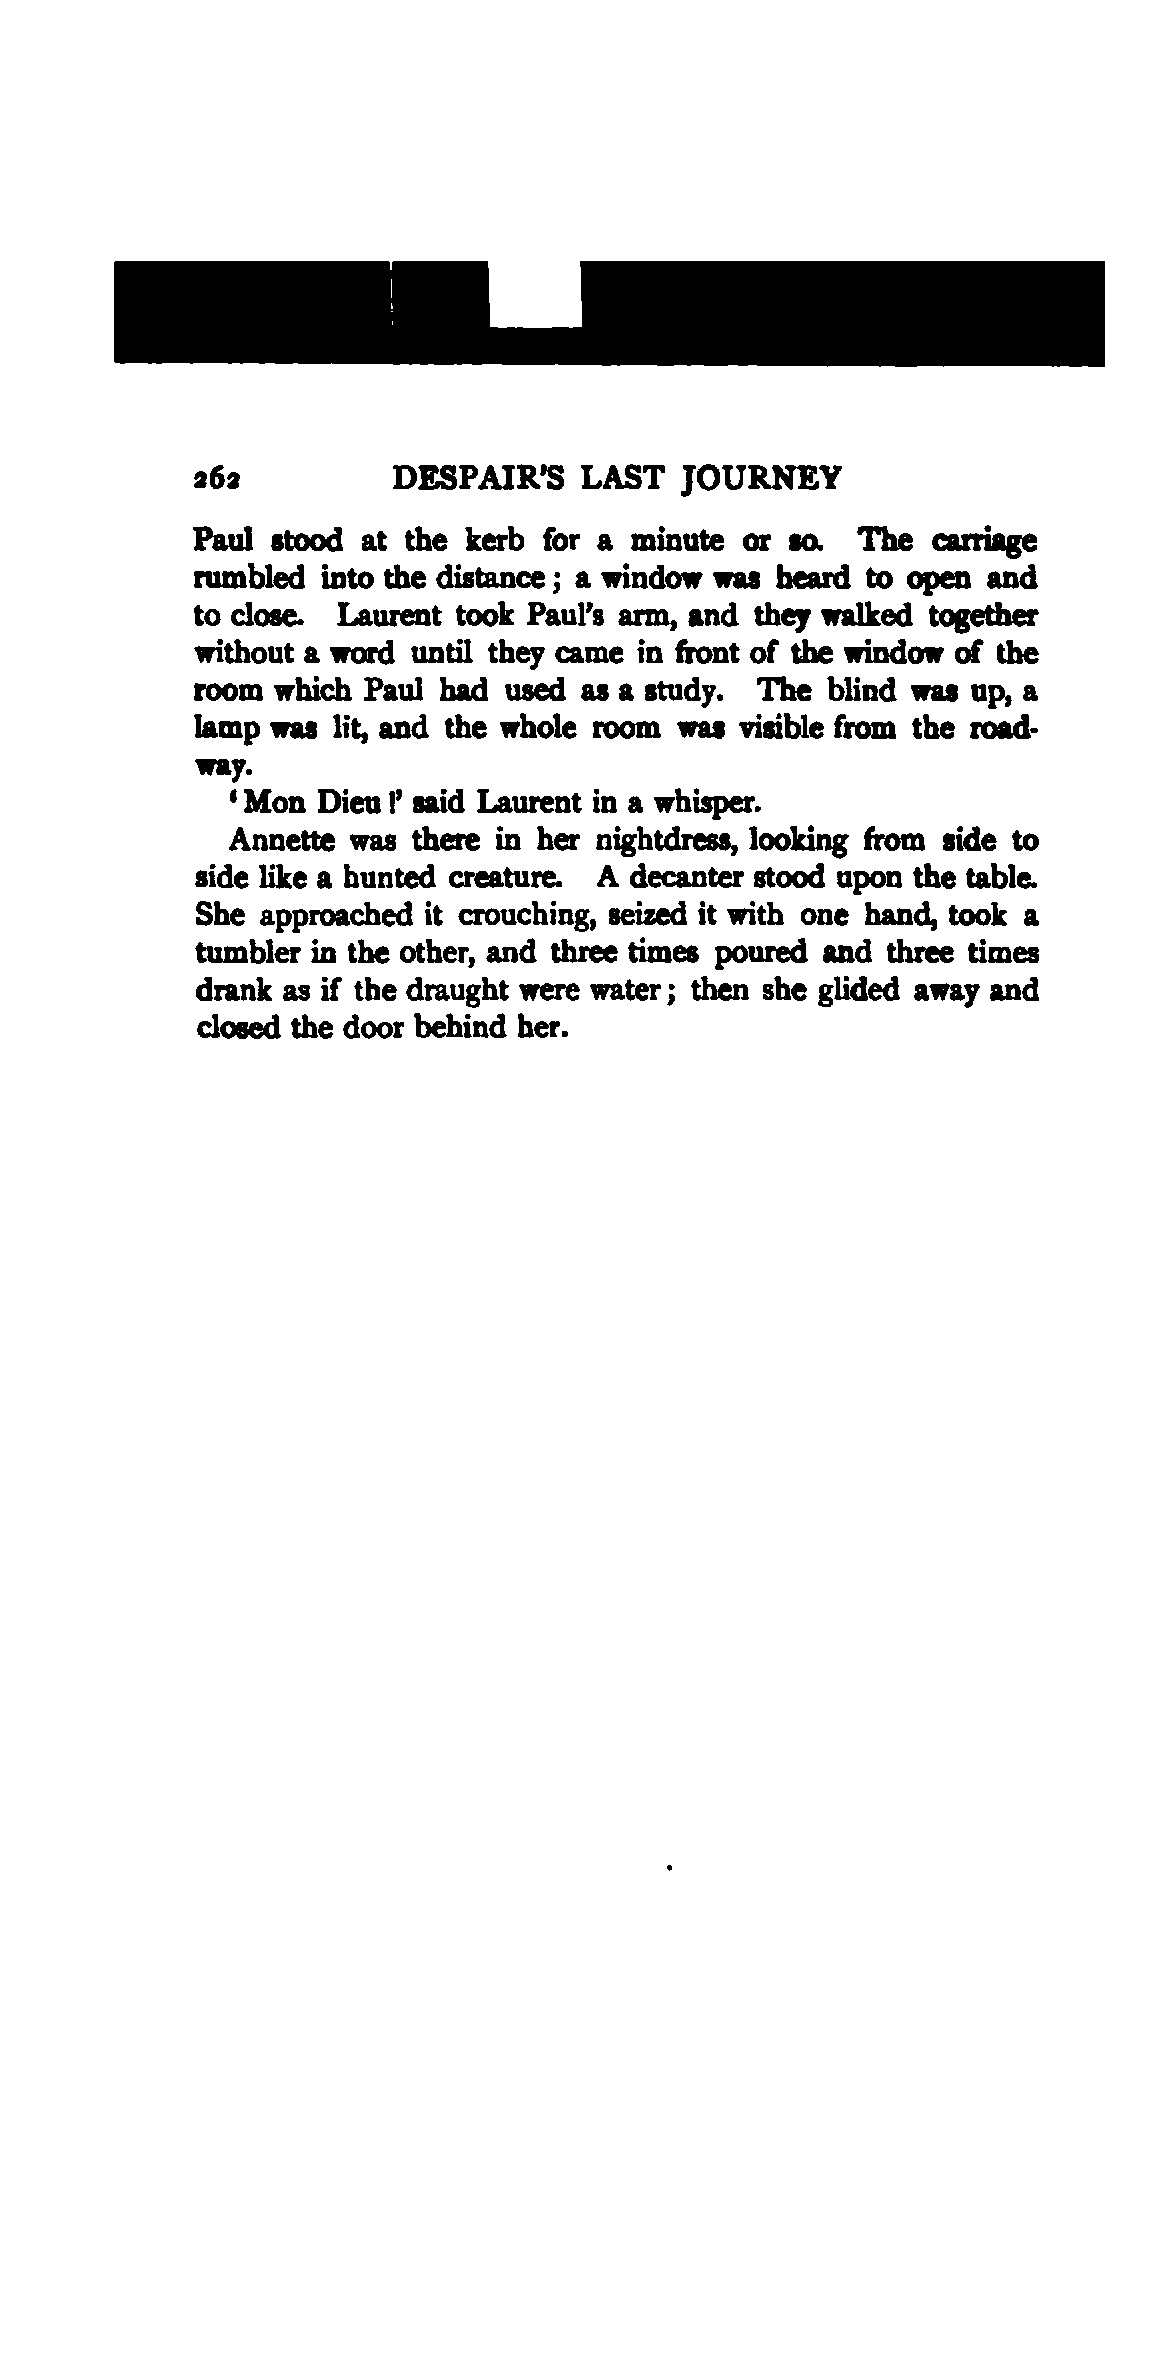 262 DESPAIR'S LAST JOURNEY
Paul stood at the kerb for a minute or so. The carriage
rumbled into the distance; a window was heard to open and
to close. Laurent took Paul's arm, and they walked together
without a word until they came in front of the window of the
room which Paul had used as a study. The blind was up, a
lamp was lit, and the whole room was visible from the road-
way.
'Mon Dieu!' said Laurent in a whisper.
Annette was there in her nightdress, looking from side to
side like a hunted creature. A decanter stood upon the table.
She approached it crouching, seized it with one hand, took a
tumbler in the other, and three times poured and three times
drank as if the draught were water; then she glided away and
closed the door behind her.